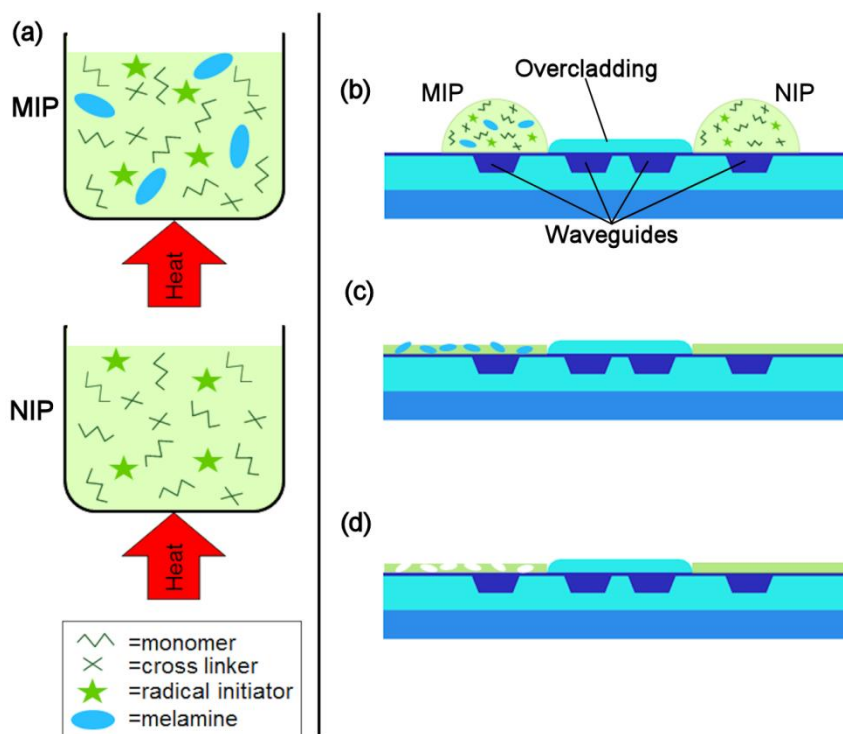 (a)
MIP
Heat
NIP
Heat
=monomer
=cross linker
=radical initiator
=melamine
(b)
MIP
Overcladding
NIP
Waveguides
(c)
(d)